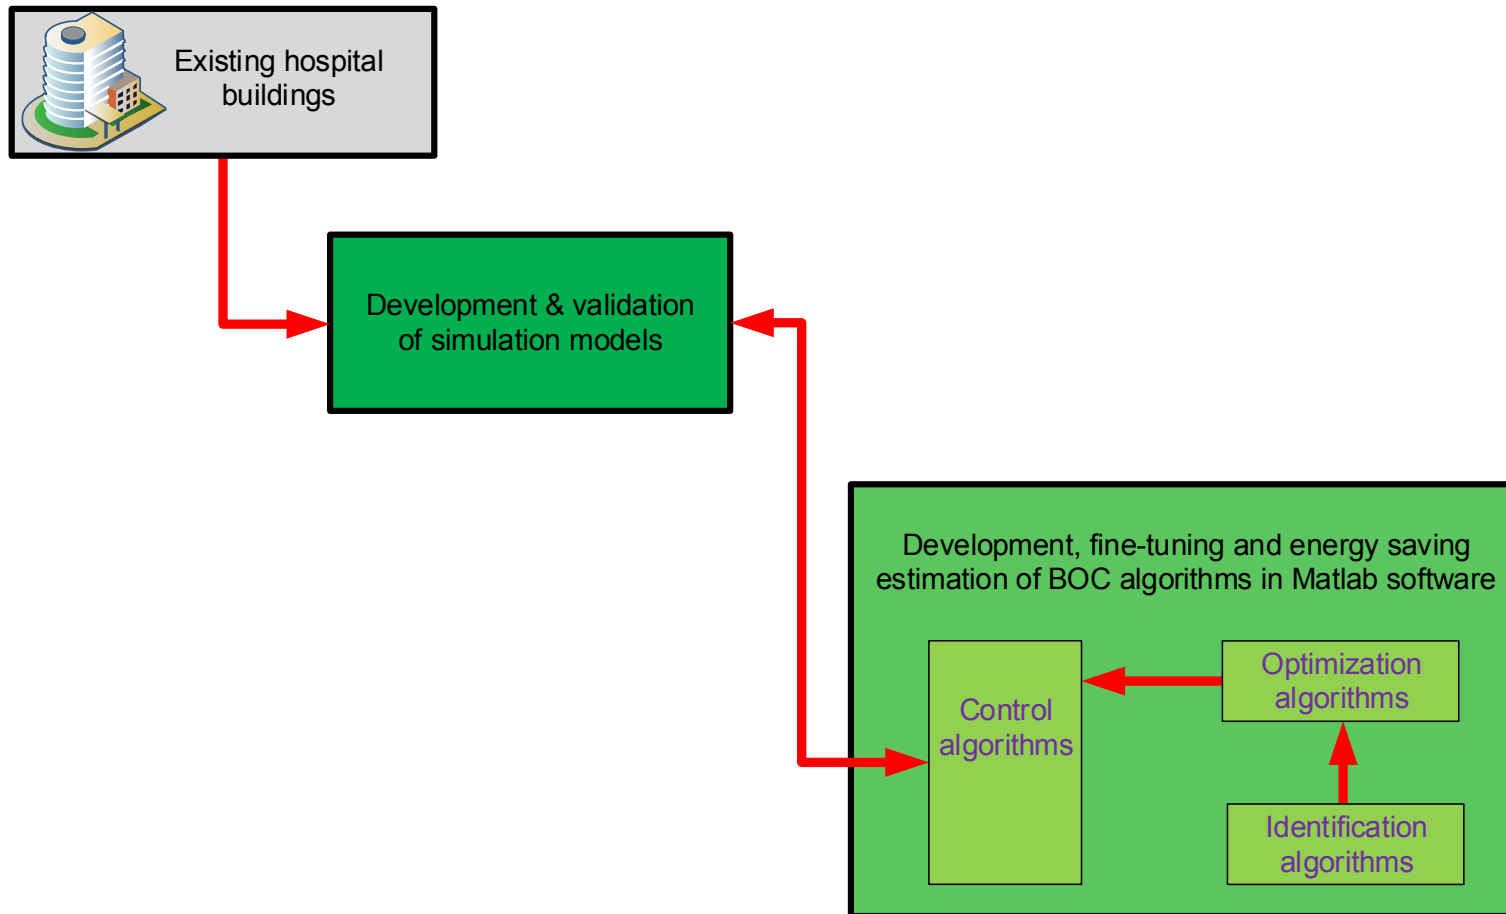 Existing hospital
buildings
Development & validation
of simulation models
Development, fine-tuning and energy saving
estimation of BOC algorithms in Matlab software
Control
algorithms
Optimization
algorithms
Identification
algorithms